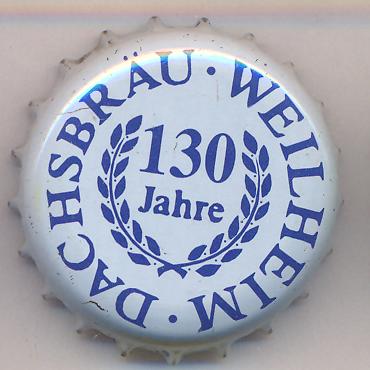 DACHSBRÄU · WEILHEIM ·
130
Jahre